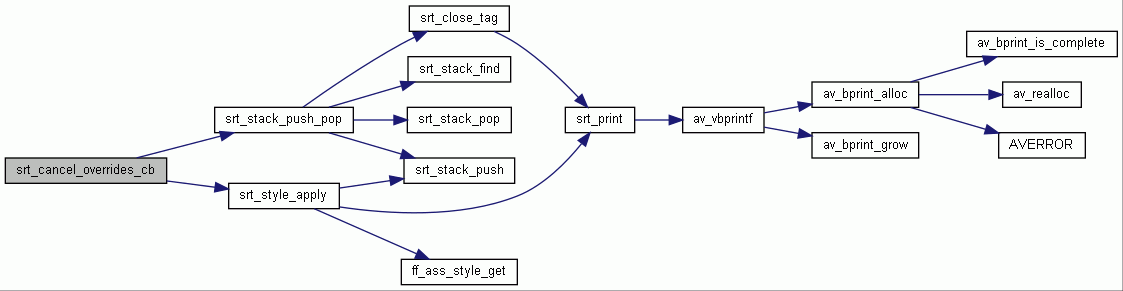 srt_close_tag
av_bprint_is_complete
srt_stack_find
av_bprint_alloc
av_realloc
srt_stack_push_pop
srt_stack_pop
srt_print
av_vbprintf
av_bprint_grow
AVERROR
srt_cancel_overrides_cb
srt_stack_push
srt_style_apply
ff_ass_style_get